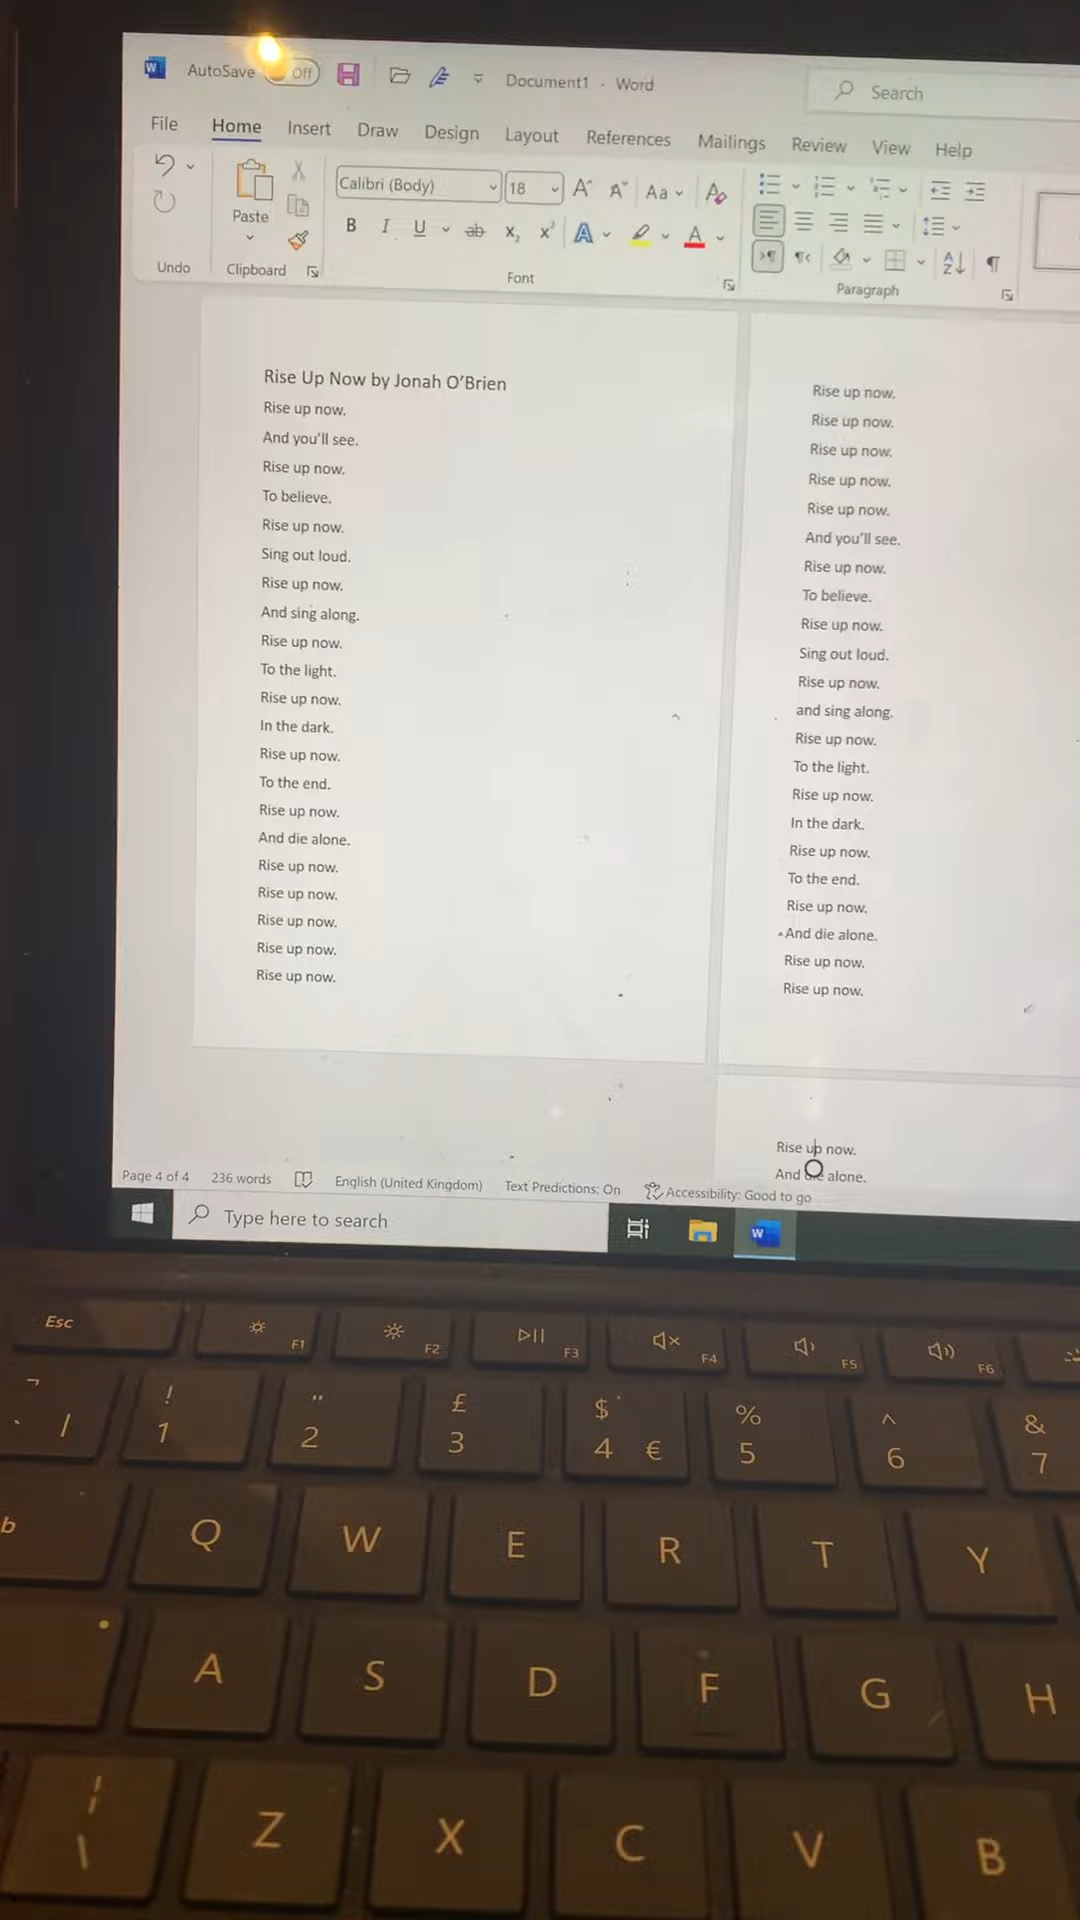 AutoSave Off Document1 - Word Search
File Home Insert Draw Design Layout References Mailings Review View Help
Paste
Calibri (Body) 18 A A Aa A
B I U ab x x A A
Undo Clipboard Font Paragraph
Rise Up Now by Jonah O'Brien
Rise up now.
And you'll see.
Rise up now.
To believe.
Rise up now.
Sing out loud.
Rise up now.
And sing along.
Rise up now.
To the light.
Rise up now.
In the dark.
Rise up now.
To the end.
Rise up now.
And die alone.
Rise up now.
Rise up now.
Rise up now.
Rise up now.
Rise up now.
Rise up now.
Rise up now.
Rise up now.
Rise up now.
Rise up now.
And you'll see.
Rise up now.
To believe.
Rise up now.
Sing out loud.
Rise up now.
and sing along.
Rise up now.
To the light.
Rise up now.
In the dark.
Rise up now.
To the end.
Rise up now.
And die alone.
Rise up now.
Rise up now.
Rise up now.
And alone.
Page 4 of 4 236 words English (United Kingdom) Text Predictions: On Accessibility: Good to go
Type here to search
Esc F1 F2 F3 F4 F5 F6
¬ ! " £ $ % ^ &
1 2 3 4 € 5 6 7
b Q W E R T Y
A S D F G H
\ Z X C V B